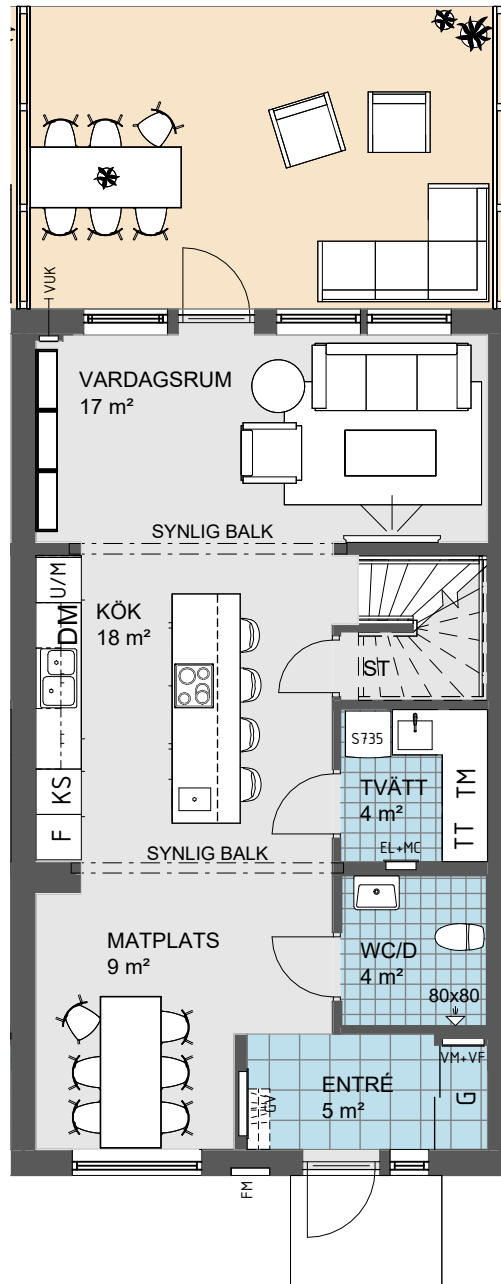 VUK
VARDAGSRUM
17 m²
SYNLIG BALK
U/M
DM
KÖK
18 m²
ST
S735
TVÄTT
4 m²
TM
TT
KS
F
EL+MC
SYNLIG BALK
MATPLATS
9 m²
WC/D
4 m²
80x80
VM+VF
ENTRÉ
5 m²
G
GV
FM